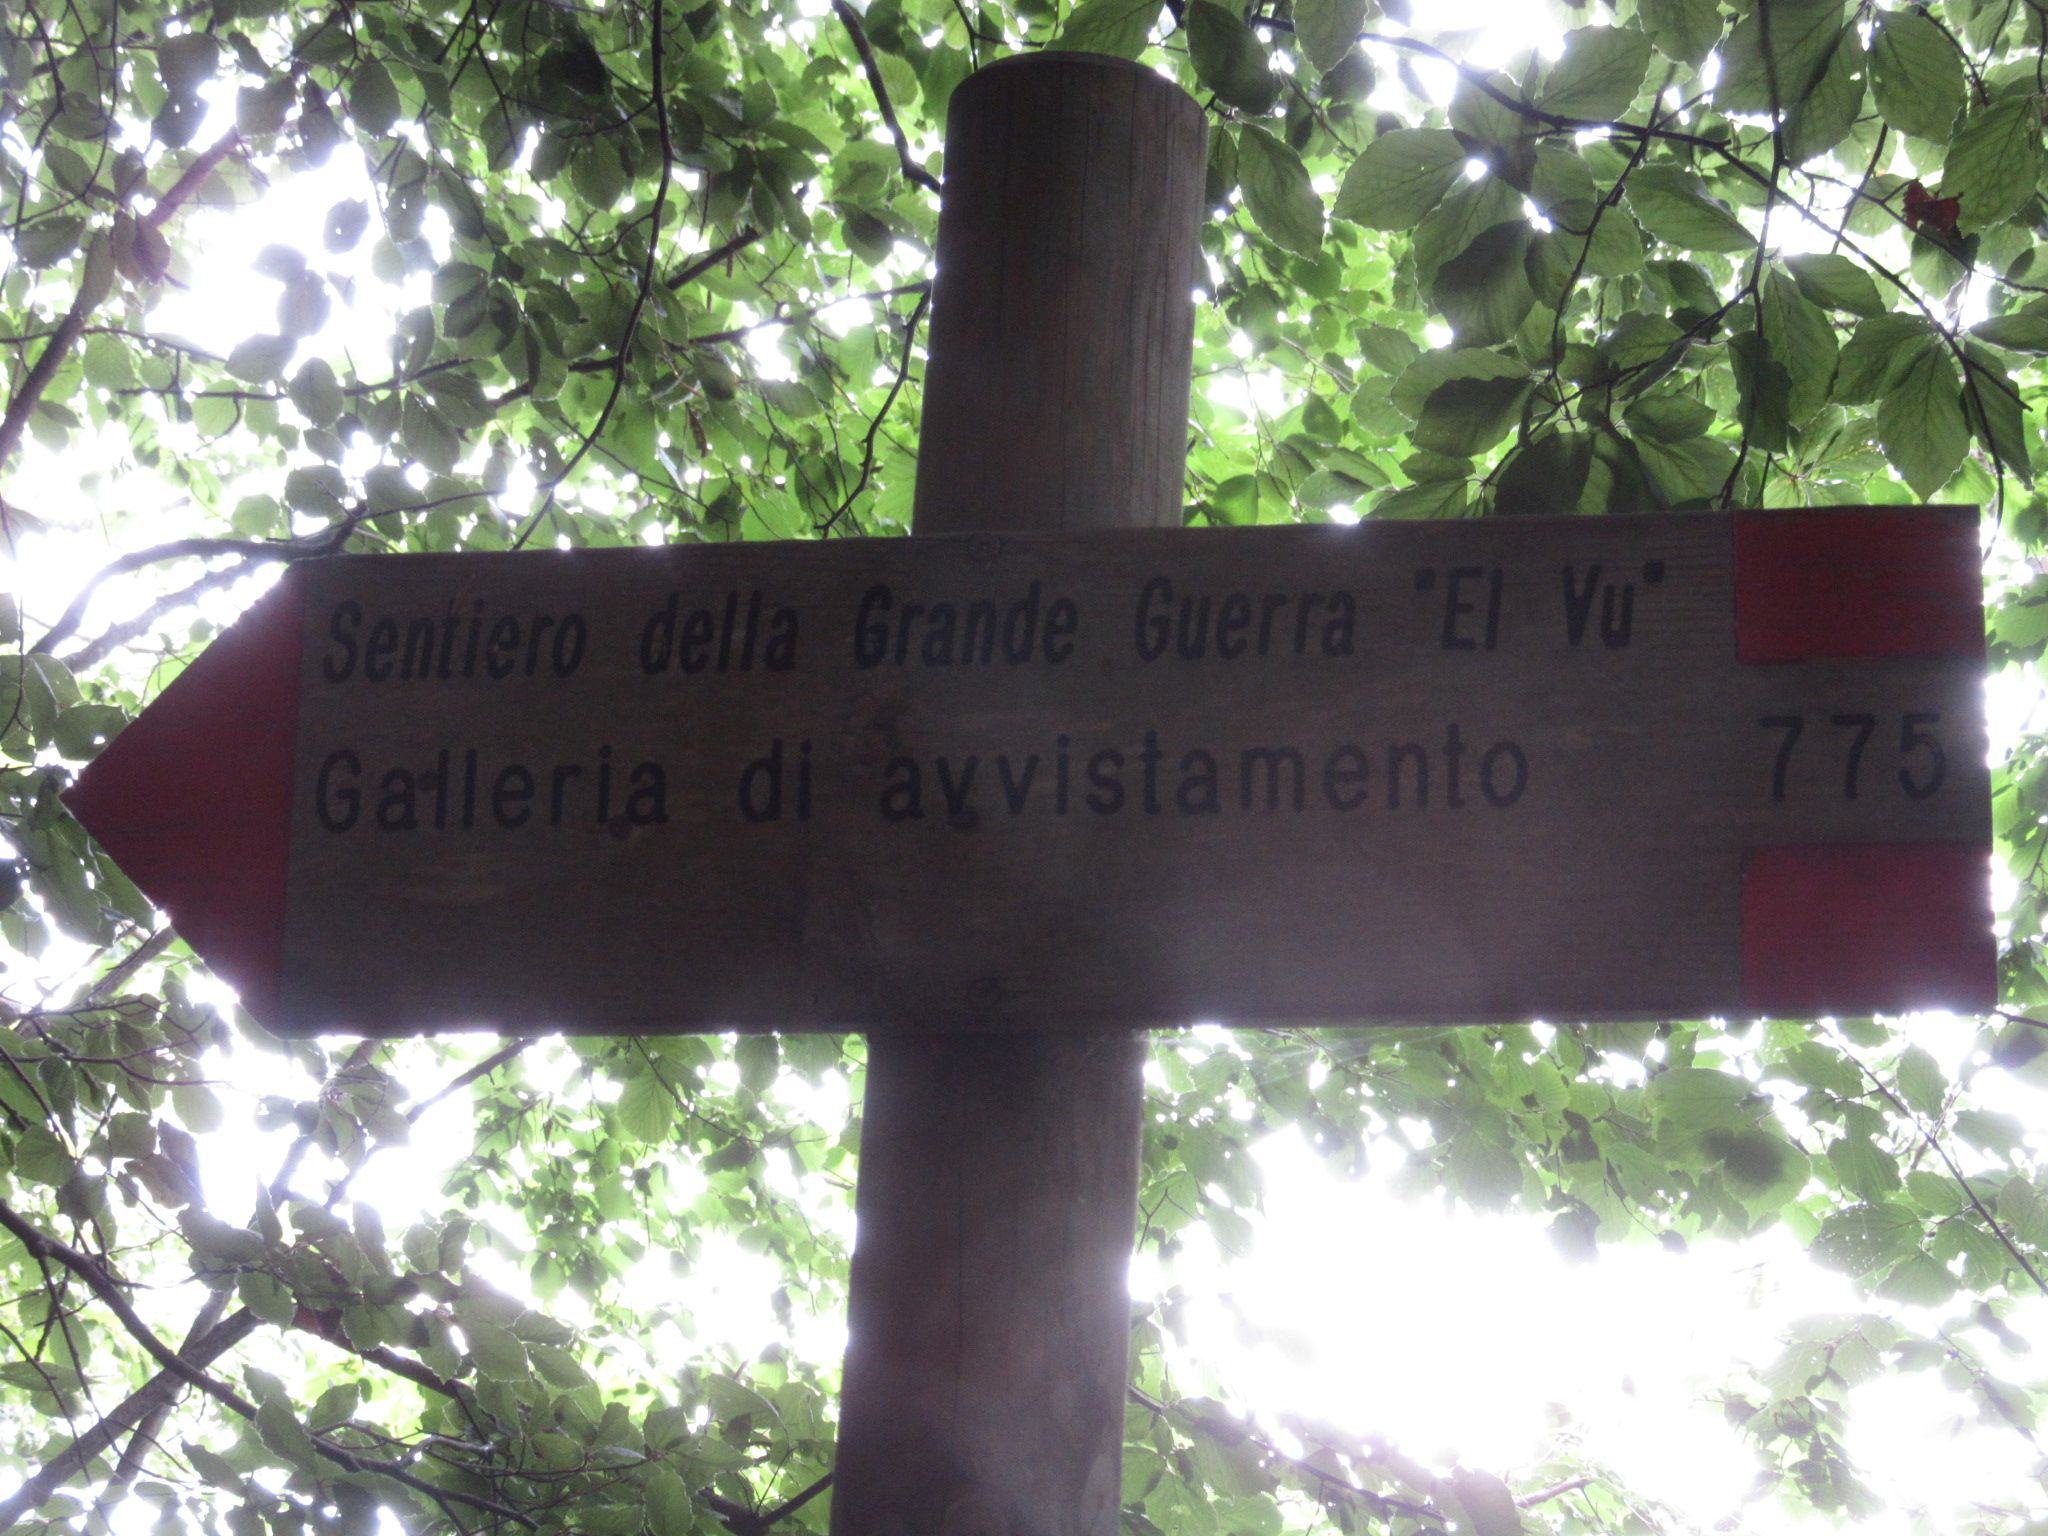 Sentiero della Grande Guerra "El Vu"
Galleria di avvistamento 775